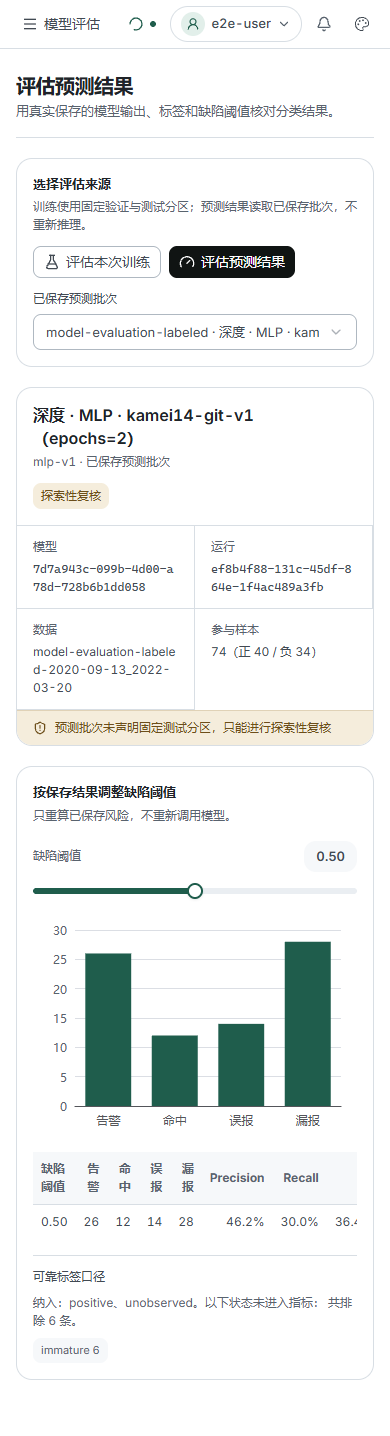 模型评估
e2e-user
评估预测结果
用真实保存的模型输出、标签和缺陷阈值核对分类结果。
选择评估来源
训练使用固定验证与测试分区；预测结果读取已保存批次，不
重新推理。
评估本次训练
评估预测结果
已保存预测批次
model-evaluation-labeled · 深度 · MLP · kam
深度 · MLP · kamei14-git-v1
（epochs=2）
mlp-v1 · 已保存预测批次
探索性复核
模型
7d7a943c-099b-4d00-a
78d-728b6b1dd058
运行
ef8b4f88-131c-45df-8
64e-1f4ac489a3fb
数据
model-evaluation-labele
d-2020-09-13_2022-
03-20
参与样本
74（正 40 / 负 34）
预测批次未声明固定测试分区，只能进行探索性复核
按保存结果调整缺陷阈值
只重算已保存风险，不重新调用模型。
缺陷阈值
0.50
30
25
20
15
10
5
0
告警 命中 误报 漏报
缺陷 告 命 误 漏 Precision Recall
阈值 警 中 报 报
0.50 26 12 14 28 46.2% 30.0% 36.4
可靠标签口径
纳入：positive、unobserved。以下状态未进入指标： 共排
除 6 条。
immature 6